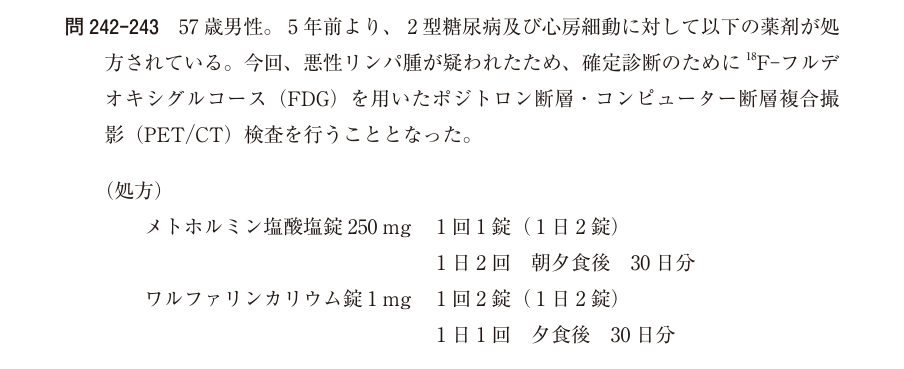 問 242-243　57 歳男性。5 年前より、2 型糖尿病及び心房細動に対して以下の薬剤が処
方されている。今回、悪性リンパ腫が疑われたため、確定診断のために ¹⁸F-フルデ
オキシグルコース（FDG）を用いたポジトロン断層・コンピューター断層複合撮
影（PET/CT）検査を行うこととなった。
（処方）
メトホルミン塩酸塩錠 250 mg　1 回 1 錠（1 日 2 錠）
1 日 2 回　朝夕食後　30 日分
ワルファリンカリウム錠 1 mg　1 回 2 錠（1 日 2 錠）
1 日 1 回　夕食後　30 日分